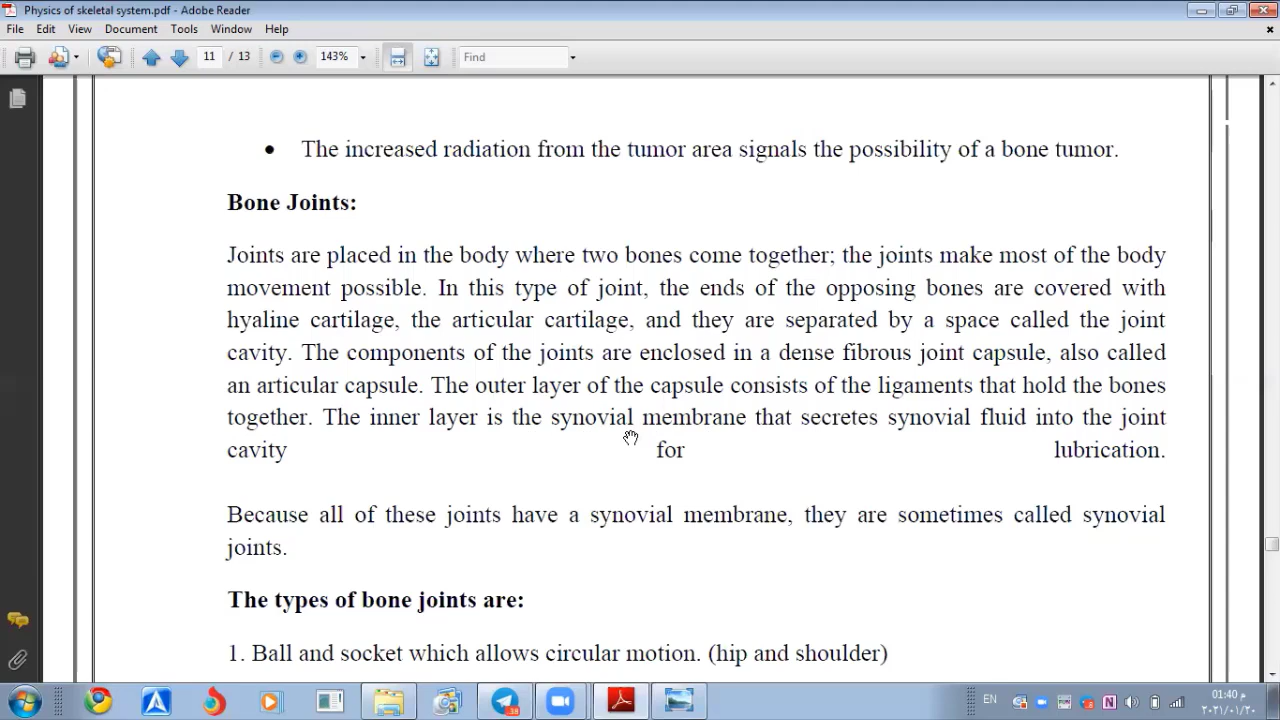 Physics of skeletal system.pdf - Adobe Reader
File Edit View Document Tools Window Help
11 / 13 143% Find
• The increased radiation from the tumor area signals the possibility of a bone tumor.
Bone Joints:
Joints are placed in the body where two bones come together; the joints make most of the body
movement possible. In this type of joint, the ends of the opposing bones are covered with
hyaline cartilage, the articular cartilage, and they are separated by a space called the joint
cavity. The components of the joints are enclosed in a dense fibrous joint capsule, also called
an articular capsule. The outer layer of the capsule consists of the ligaments that hold the bones
together. The inner layer is the synovial membrane that secretes synovial fluid into the joint
cavity for lubrication.
Because all of these joints have a synovial membrane, they are sometimes called synovial
joints.
The types of bone joints are:
1. Ball and socket which allows circular motion. (hip and shoulder)
EN
01:40 م
٢٠٢١/٠١/٢٠